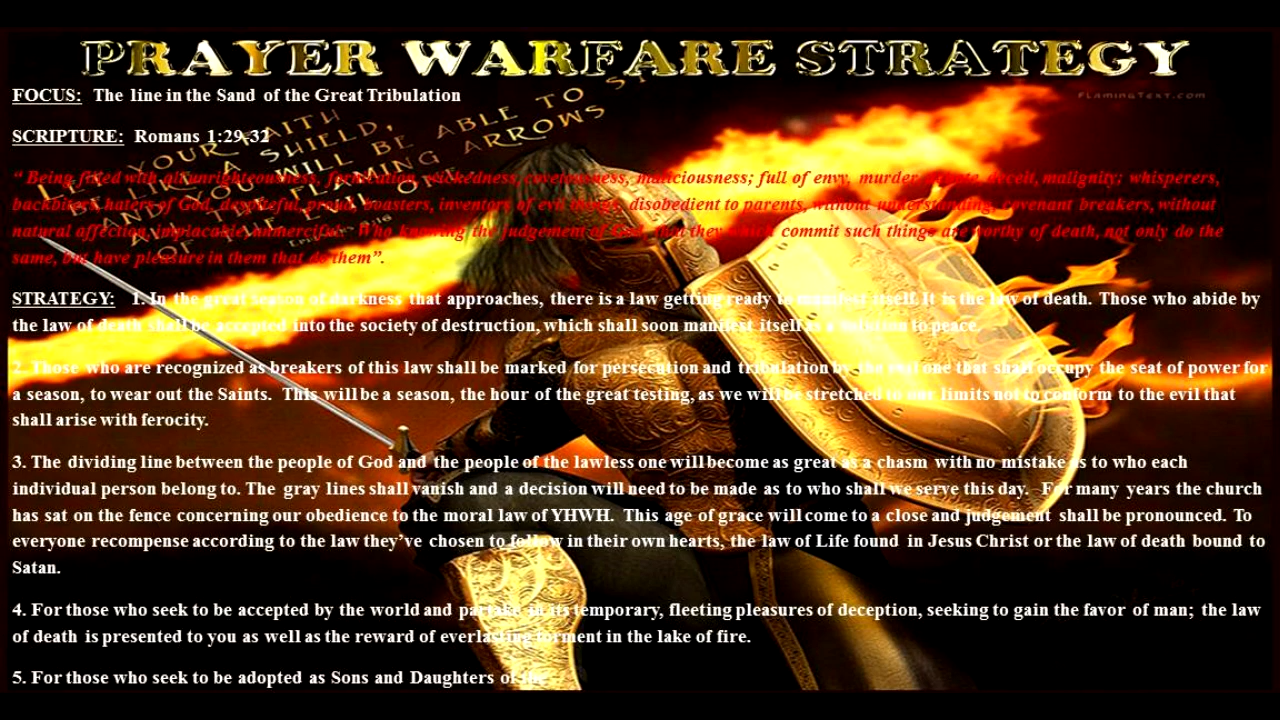 PRAYER WARFARE STRATEGY
FlamingText.com
FOCUS: The line in the Sand of the Great Tribulation
YOUR FAITH
LIKE A SHIELD,
AND YOU WILL BE ABLE TO
FLAMING ARROWS
OF THE EVIL ONE
SCRIPTURE: Romans 1:29-32
“ Being filled with all unrighteousness, fornication, wickedness, covetousness, maliciousness; full of envy, murder, debate, deceit, malignity; whisperers,
backbiters, haters of God, despiteful, proud, boasters, inventors of evil things, disobedient to parents, without understanding, covenant breakers, without
natural affection, implacable, unmerciful: Who knowing the judgement of God, that they which commit such things are worthy of death, not only do the
same, but have pleasure in them that do them”.
STRATEGY: 1. In the great season of darkness that approaches, there is a law getting ready to manifest itself. It is the law of death. Those who abide by
the law of death shall be accepted into the society of destruction, which shall soon manifest itself as a solution to peace.
2. Those who are recognized as breakers of this law shall be marked for persecution and tribulation by the evil one that shall occupy the seat of power for
a season, to wear out the Saints. This will be a season, the hour of the great testing, as we will be stretched to our limits not to conform to the evil that
shall arise with ferocity.
3. The dividing line between the people of God and the people of the lawless one will become as great as a chasm with no mistake as to who each
individual person belong to. The gray lines shall vanish and a decision will need to be made as to who shall we serve this day. For many years the church
has sat on the fence concerning our obedience to the moral law of YHWH. This age of grace will come to a close and judgement shall be pronounced. To
everyone recompense according to the law they’ve chosen to follow in their own hearts, the law of Life found in Jesus Christ or the law of death bound to
Satan.
4. For those who seek to be accepted by the world and partake in its temporary, fleeting pleasures of deception, seeking to gain the favor of man; the law
of death is presented to you as well as the reward of everlasting torment in the lake of fire.
5. For those who seek to be adopted as Sons and Daughters of the